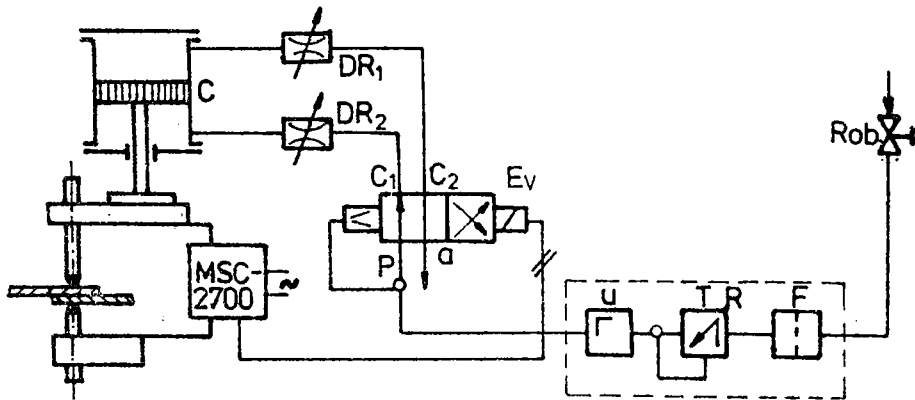 C
DR₁
DR₂
Rob.
C₁ C₂ Ev
P a
MSC-
2700
~
u T R F